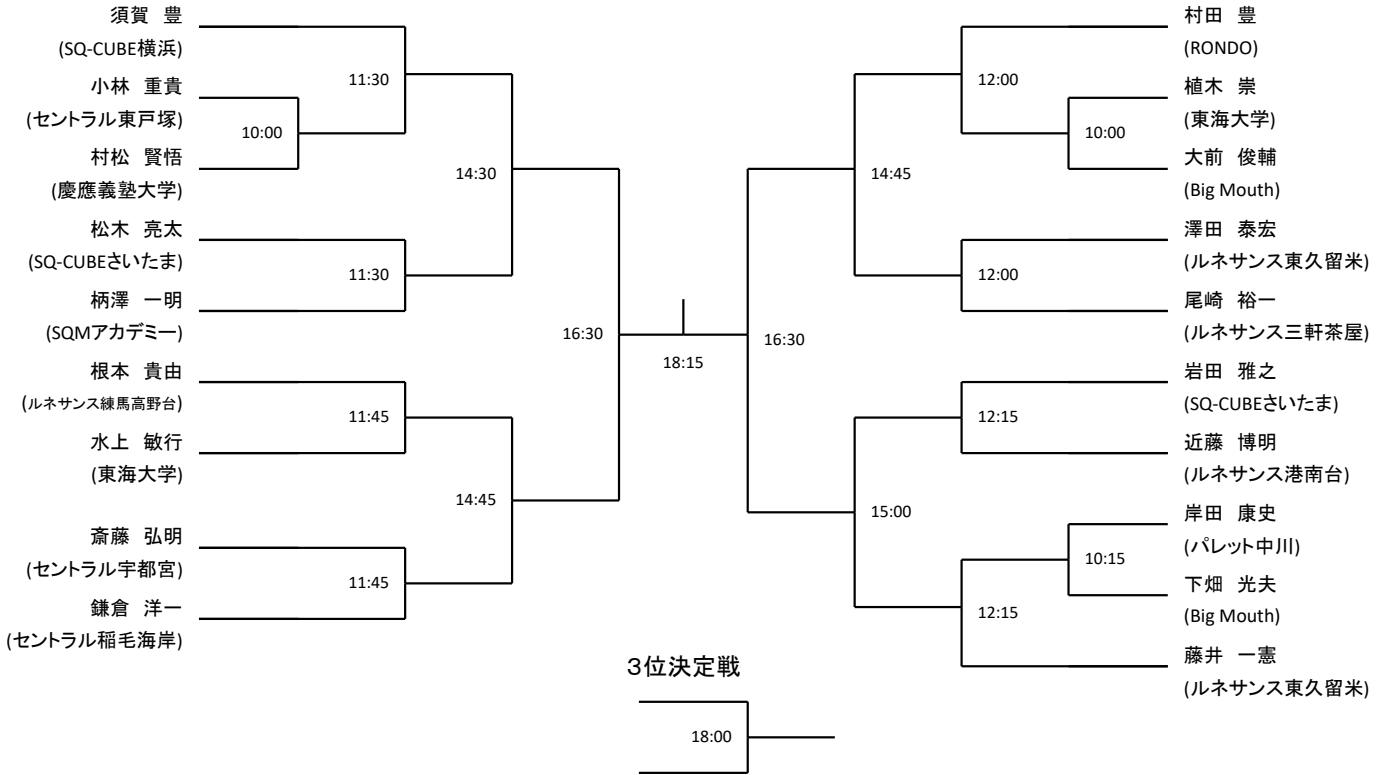 須賀 豊
(SQ-CUBE横浜)
11:30
小林 重貴
(セントラル東戸塚)
10:00
村松 賢悟
(慶應義塾大学)
14:30
松木 亮太
(SQ-CUBEさいたま)
11:30
柄澤 一明
(SQMアカデミー)
16:30
根本 貴由
(ルネサンス練馬高野台)
11:45
水上 敏行
(東海大学)
14:45
斎藤 弘明
(セントラル宇都宮)
11:45
鎌倉 洋一
(セントラル稲毛海岸)
18:15
村田 豊
(RONDO)
12:00
植木 崇
(東海大学)
10:00
大前 俊輔
(Big Mouth)
14:45
澤田 泰宏
(ルネサンス東久留米)
12:00
尾崎 裕一
(ルネサンス三軒茶屋)
16:30
岩田 雅之
(SQ-CUBEさいたま)
12:15
近藤 博明
(ルネサンス港南台)
15:00
岸田 康史
(パレット中川)
10:15
下畑 光夫
(Big Mouth)
12:15
藤井 一憲
(ルネサンス東久留米)
3位決定戦
18:00